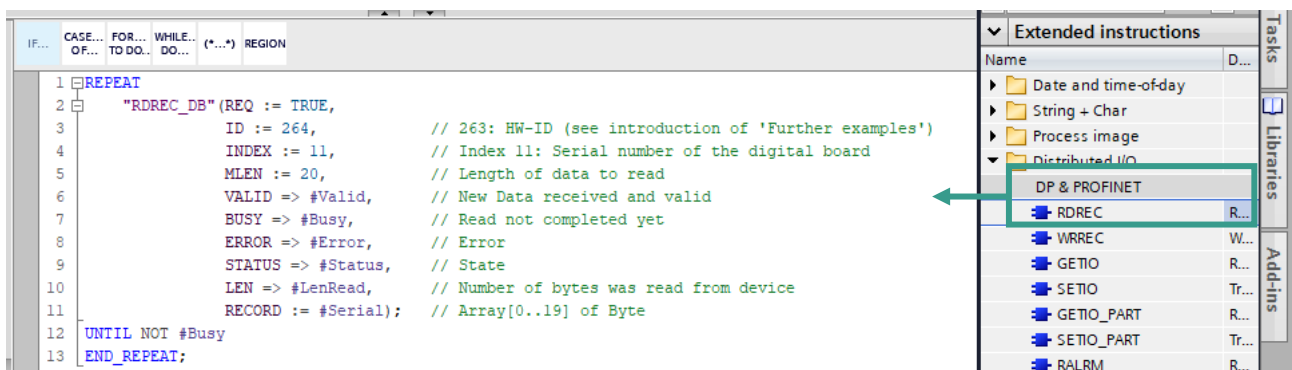 IF... CASE... OF... FOR... TO DO.. WHILE.. DO... (*...*) REGION
1 REPEAT
2 "RDREC_DB"(REQ := TRUE,
3 ID := 264, // 263: HW-ID (see introduction of 'Further examples')
4 INDEX := 11, // Index 11: Serial number of the digital board
5 MLEN := 20, // Length of data to read
6 VALID => #Valid, // New Data received and valid
7 BUSY => #Busy, // Read not completed yet
8 ERROR => #Error, // Error
9 STATUS => #Status, // State
10 LEN => #LenRead, // Number of bytes was read from device
11 RECORD := #Serial); // Array[0..19] of Byte
12 UNTIL NOT #Busy
13 END_REPEAT;
Extended instructions
Name D...
Date and time-of-day
String + Char
Process image
Distributed I/O
DP & PROFINET
RDREC R...
WRREC W...
GETIO R...
SETIO Tr...
GETIO_PART R...
SETIO_PART Tr...
RALRM R...
Tasks
Libraries
Add-ins